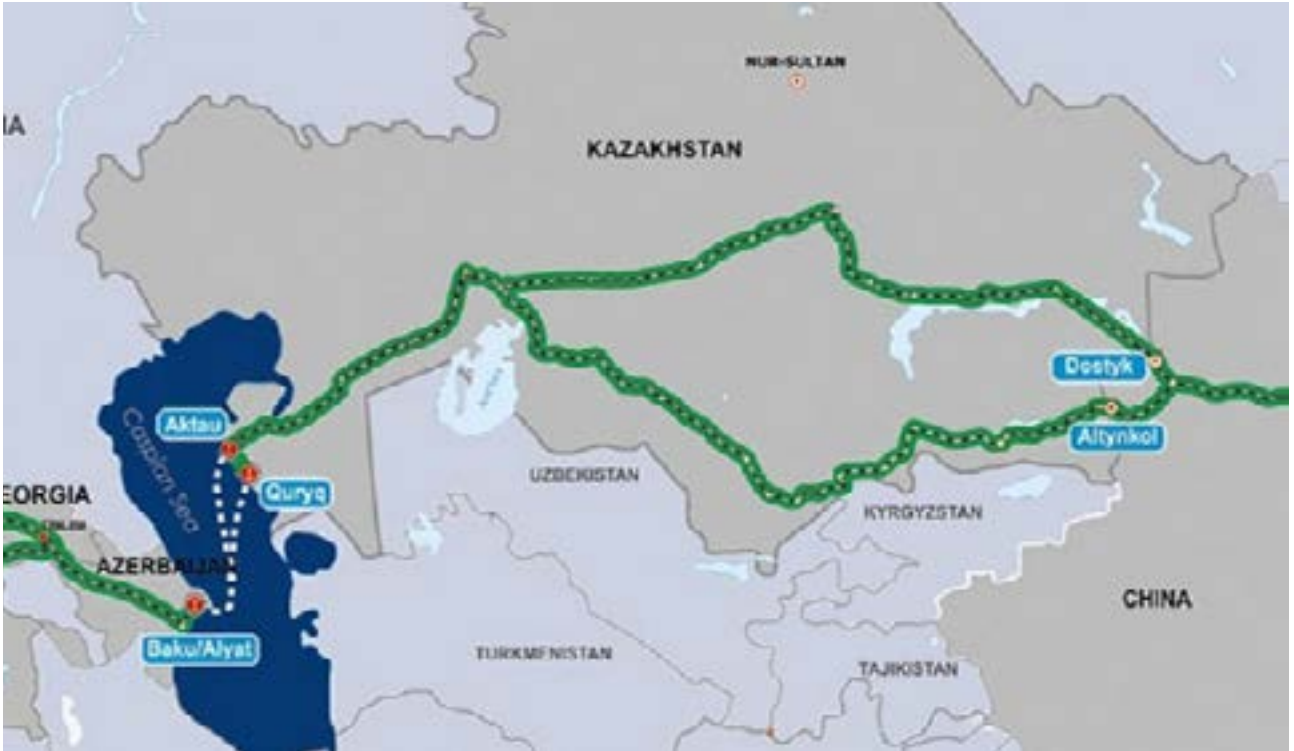 NUR-SULTAN
IA
KAZAKHSTAN
Dostyk
Aktau
Altynkol
Caspian Sea
Quryq
UZBEKISTAN
EORGIA
KYRGYZSTAN
AZERBAIJAN
CHINA
Baku/Alyat
TURKMENISTAN
TAJIKISTAN